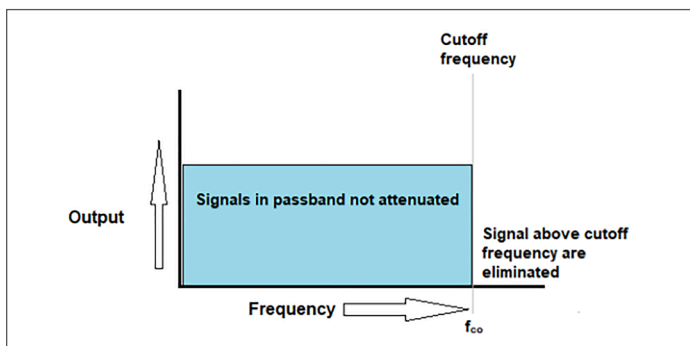 Cutoff
frequency
Signals in passband not attenuated
Output
Signal above cutoff
frequency are
eliminated
Frequency
fco